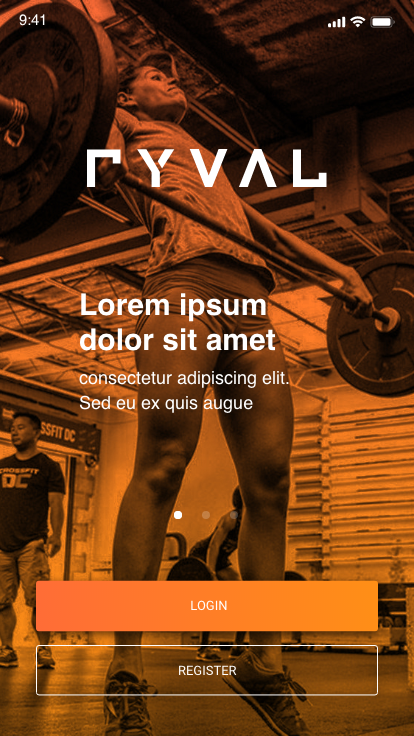 9:41
RYVAL
Lorem ipsum
dolor sit amet
consectetur adipiscing elit.
Sed eu ex quis augue
CROSSFIT DC
CROSSFIT
DC
LOGIN
REGISTER